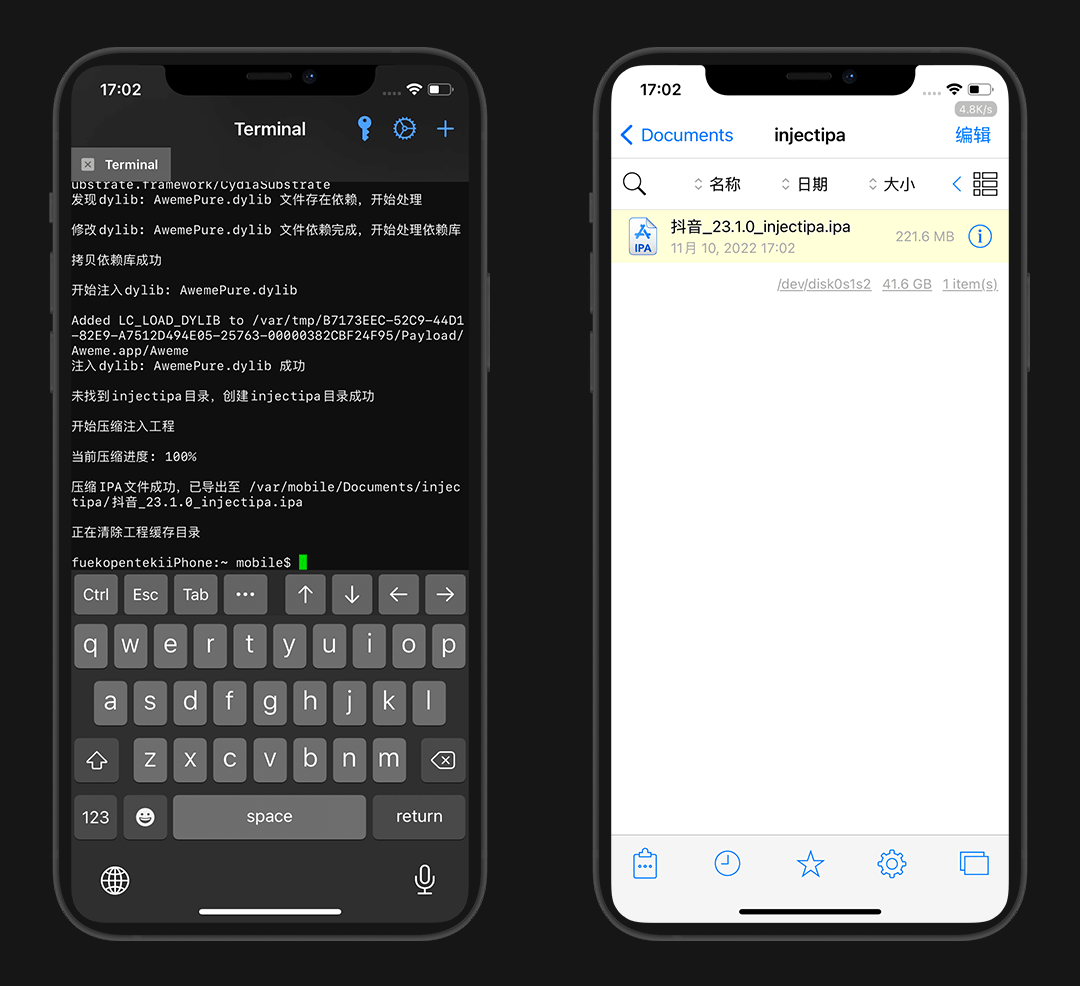 17:02
Terminal
Terminal
ubstrate.framework/CydiaSubstrate
发现dylib: AwemePure.dylib 文件存在依赖，开始处理
修改dylib: AwemePure.dylib 文件依赖完成，开始处理依赖库
拷贝依赖库成功
开始注入dylib: AwemePure.dylib
Added LC_LOAD_DYLIB to /var/tmp/B7173EEC-52C9-44D1
-82E9-A7512D494E05-25763-00000382CBF24F95/Payload/
Aweme.app/Aweme
注入dylib: AwemePure.dylib 成功
未找到injectipa目录，创建injectipa目录成功
开始压缩注入工程
当前压缩进度: 100%
压缩IPA文件成功，已导出至 /var/mobile/Documents/injec
tipa/抖音_23.1.0_injectipa.ipa
正在清除工程缓存目录
fuekopentekiiPhone:~ mobile$
Ctrl Esc Tab ••• ↑ ↓ ← →
q w e r t y u i o p
a s d f g h j k l
z x c v b n m
123 space return
17:02
4.8K/s
Documents injectipa 编辑
名称 日期 大小
IPA
抖音_23.1.0_injectipa.ipa
11月 10, 2022 17:02
221.6 MB
/dev/disk0s1s2 41.6 GB 1 item(s)